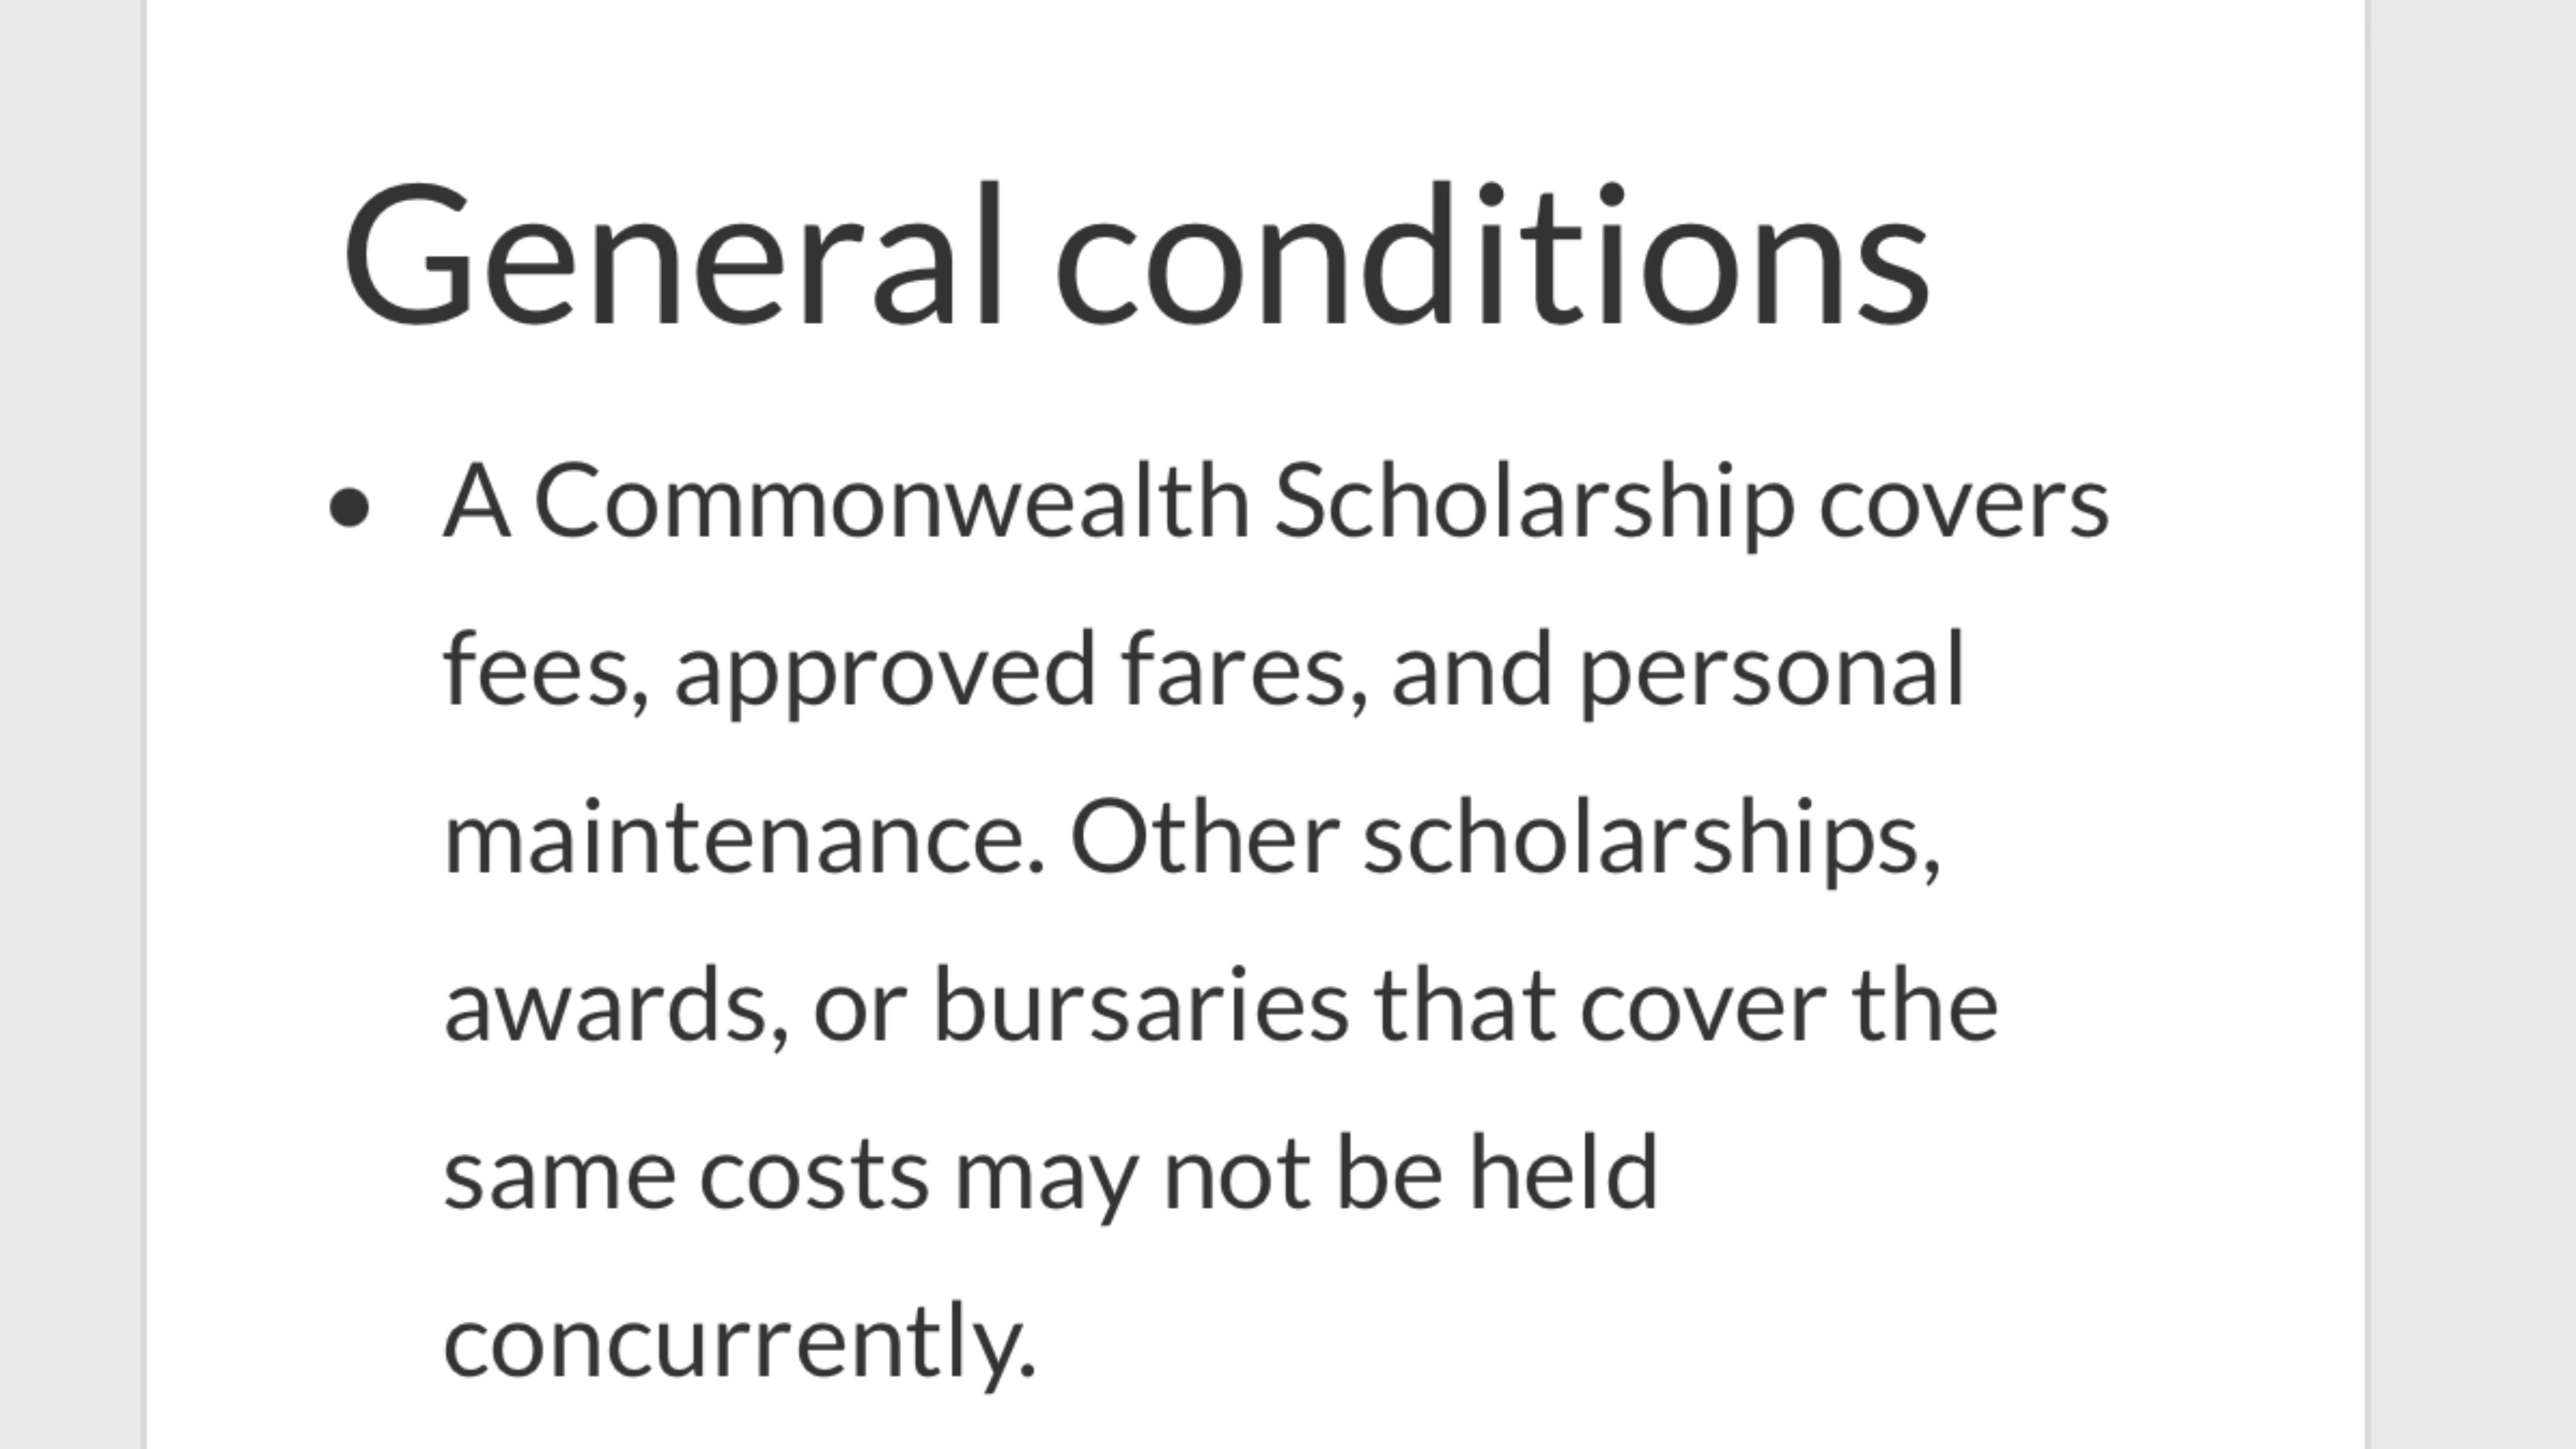 General conditions
• A Commonwealth Scholarship covers
fees, approved fares, and personal
maintenance. Other scholarships,
awards, or bursaries that cover the
same costs may not be held
concurrently.